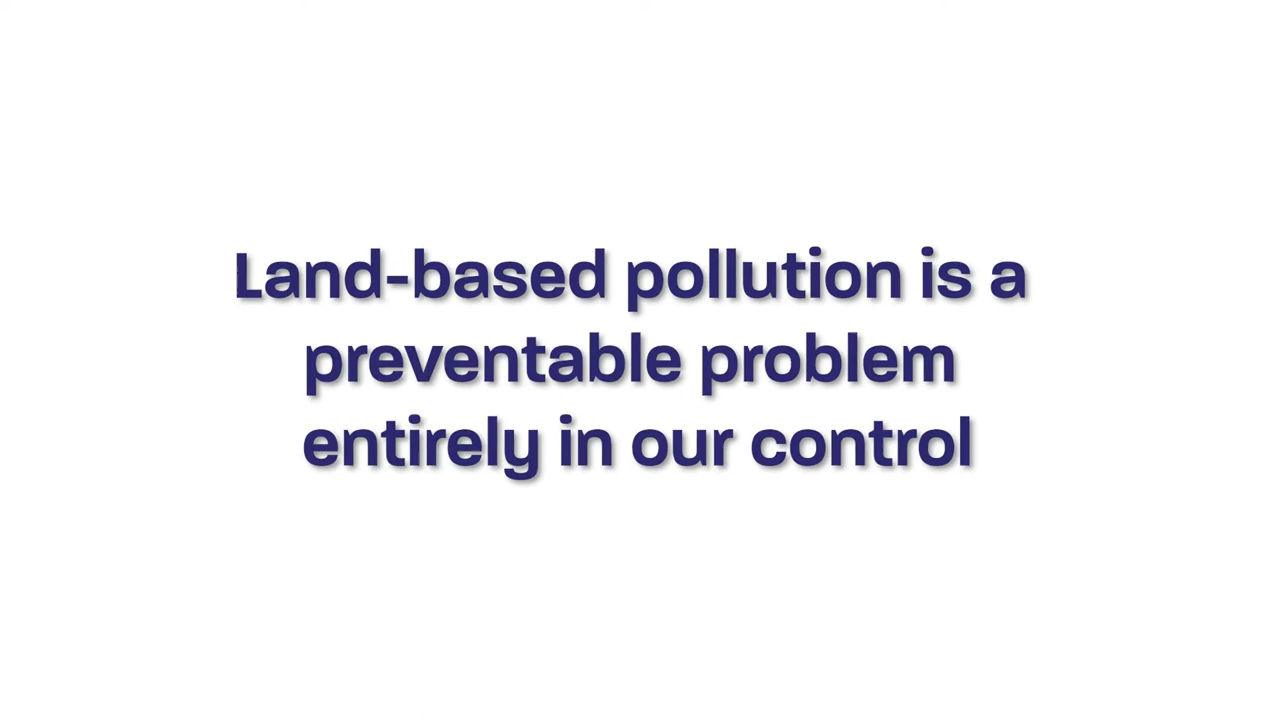 Land-based pollution is a
preventable problem
entirely in our control